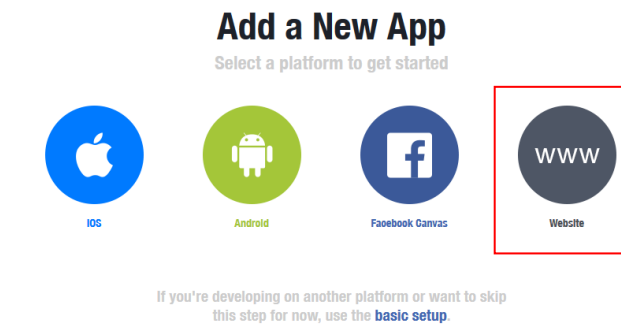 Add a New App
Select a platform to get started
WWW
iOS
Android
Facebook Canvas
Website
If you're developing on another platform or want to skip
this step for now, use the basic setup.